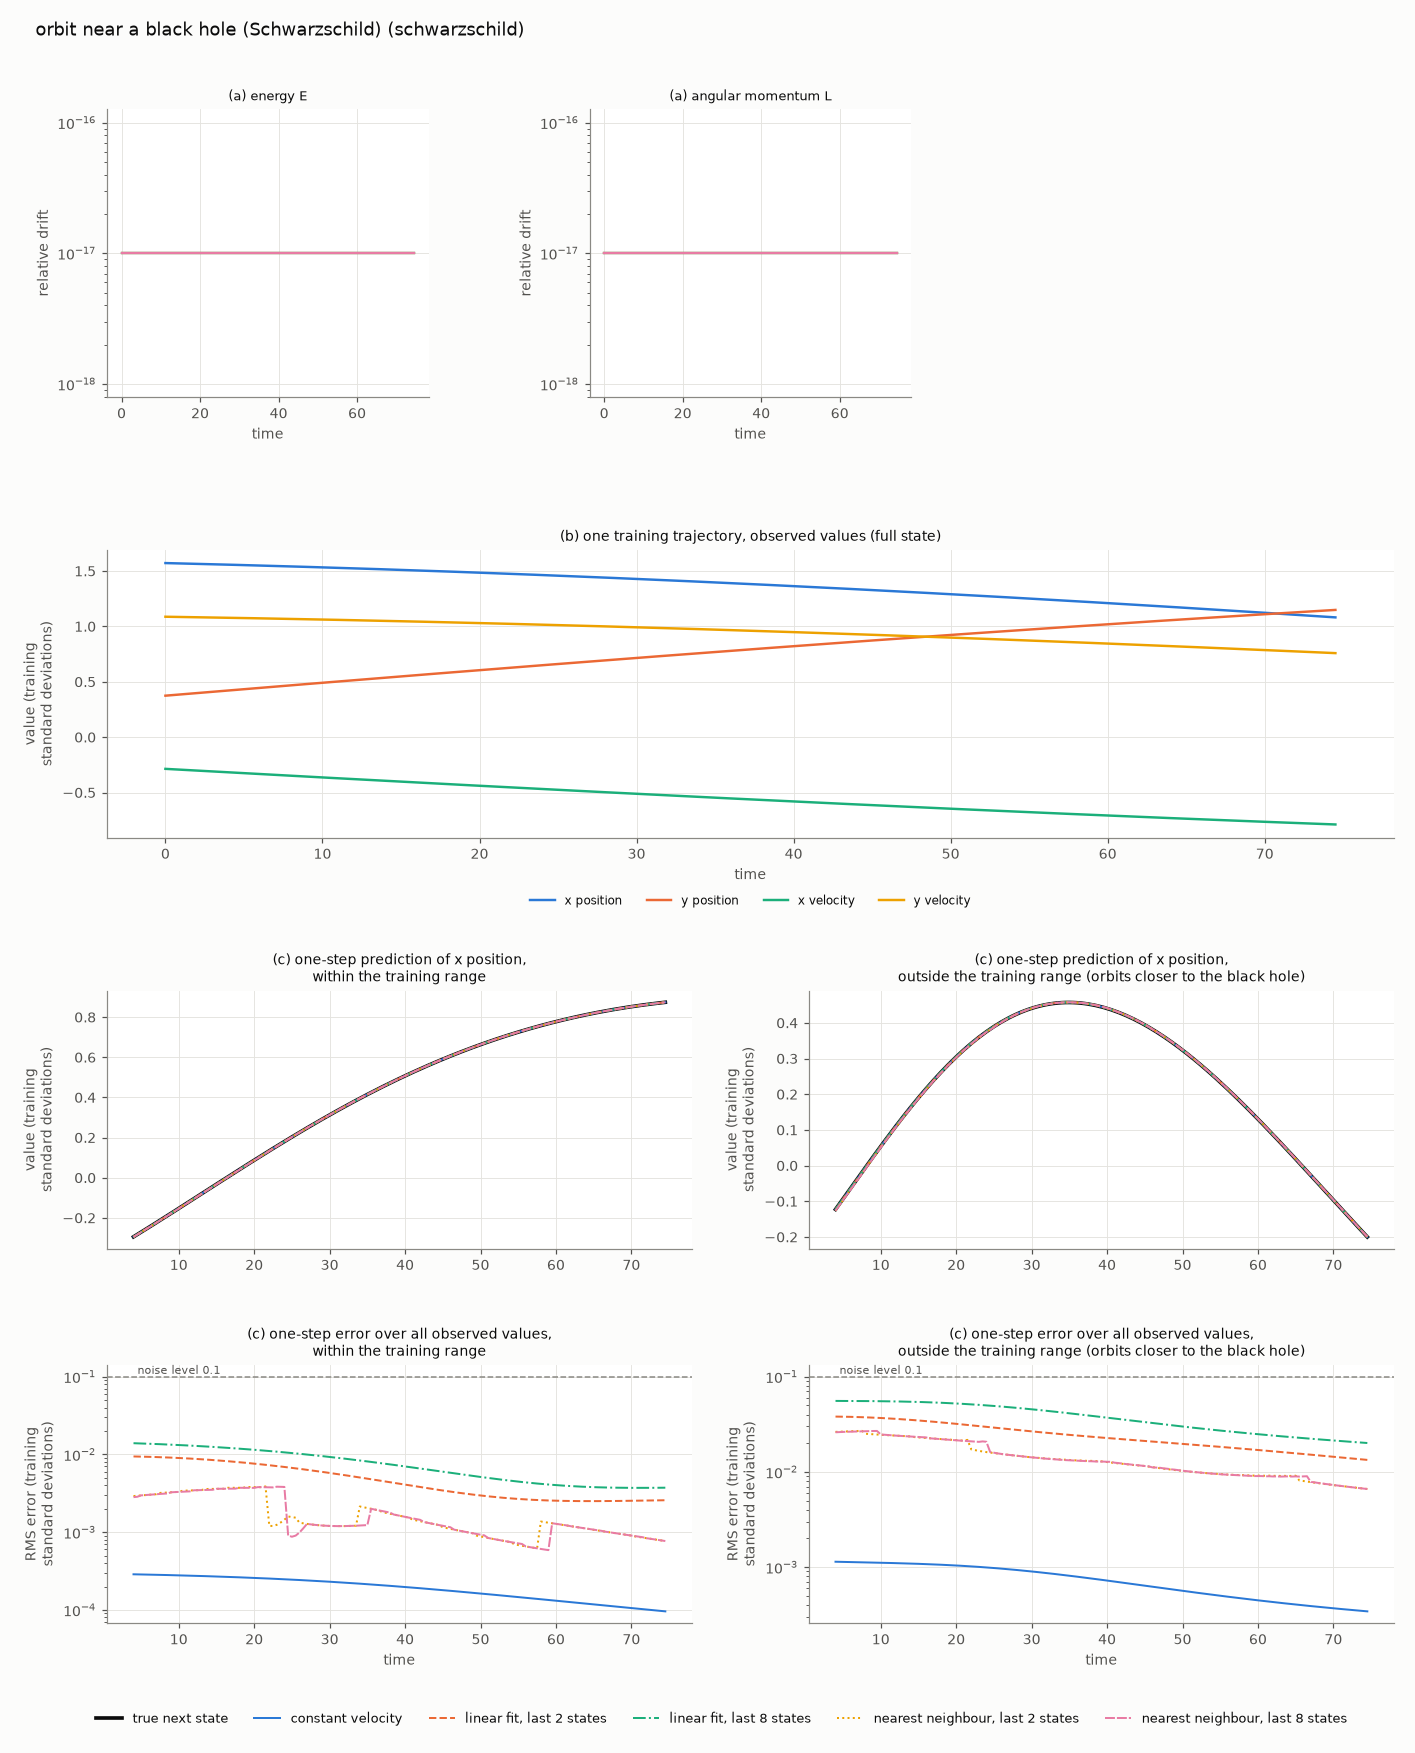 orbit near a black hole (Schwarzschild) (schwarzschild)
(a) energy E
(a) angular momentum L
10⁻¹⁶
10⁻¹⁷
10⁻¹⁸
relative drift
0 20 40 60
time
10⁻¹⁶
10⁻¹⁷
10⁻¹⁸
relative drift
0 20 40 60
time
(b) one training trajectory, observed values (full state)
1.5
1.0
0.5
0.0
−0.5
value (training
standard deviations)
0 10 20 30 40 50 60 70
time
x position y position x velocity y velocity
(c) one-step prediction of x position,
within the training range
0.8
0.6
0.4
0.2
0.0
−0.2
value (training
standard deviations)
10 20 30 40 50 60 70
(c) one-step prediction of x position,
outside the training range (orbits closer to the black hole)
0.4
0.3
0.2
0.1
0.0
−0.1
−0.2
value (training
standard deviations)
10 20 30 40 50 60 70
(c) one-step error over all observed values,
within the training range
noise level 0.1
10⁻¹
10⁻²
10⁻³
10⁻⁴
RMS error (training
standard deviations)
10 20 30 40 50 60 70
time
(c) one-step error over all observed values,
outside the training range (orbits closer to the black hole)
noise level 0.1
10⁻¹
10⁻²
10⁻³
RMS error (training
standard deviations)
10 20 30 40 50 60 70
time
true next state constant velocity linear fit, last 2 states linear fit, last 8 states nearest neighbour, last 2 states nearest neighbour, last 8 states